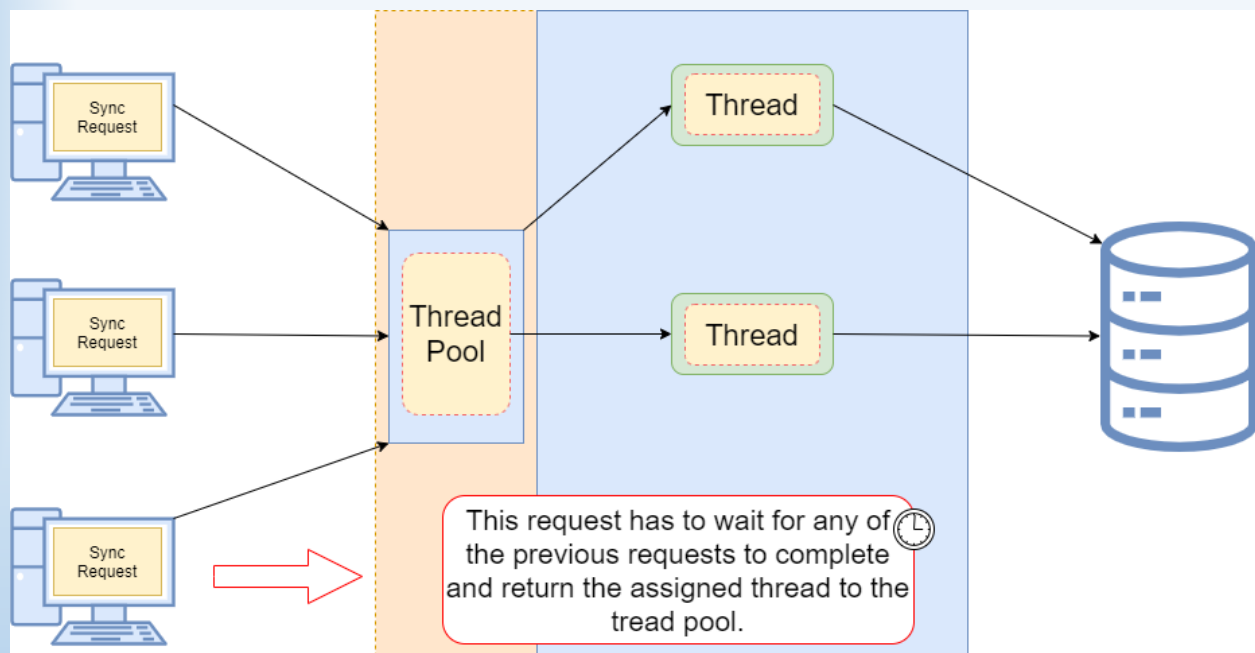 Sync
Request
Thread
Sync
Request
Thread
Pool
Thread
Sync
Request
This request has to wait for any of
the previous requests to complete
and return the assigned thread to the
tread pool.